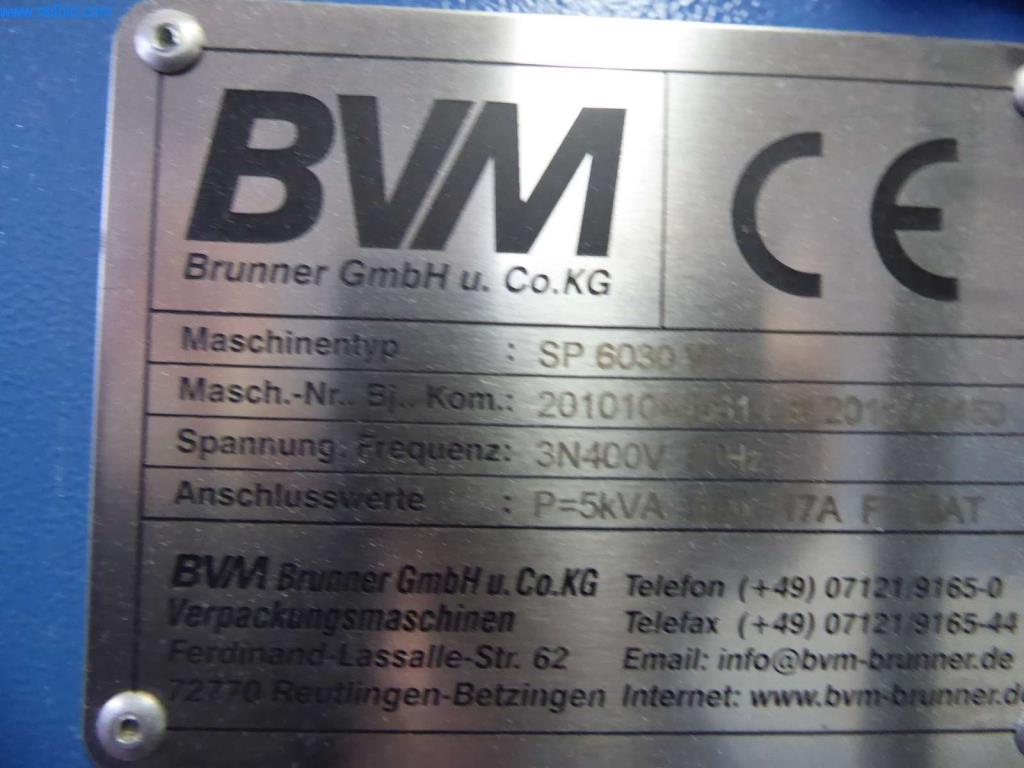 BVM
Brunner GmbH u. Co.KG
CE
Maschinentyp : SP 6030
Masch.-Nr.. Bj.. Kom.:
Spannung. Frequenz: 3N400V
Anschlusswerte : P=5kVA 17A
BVM Brunner GmbH u. Co.KG Telefon (+49) 07121/9165-0
Verpackungsmaschinen Telefax (+49) 07121/9165-44
Ferdinand-Lassalle-Str. 62 Email: info@bvm-brunner.de
72770 Reutlingen-Betzingen Internet: www.bvm-brunner.de